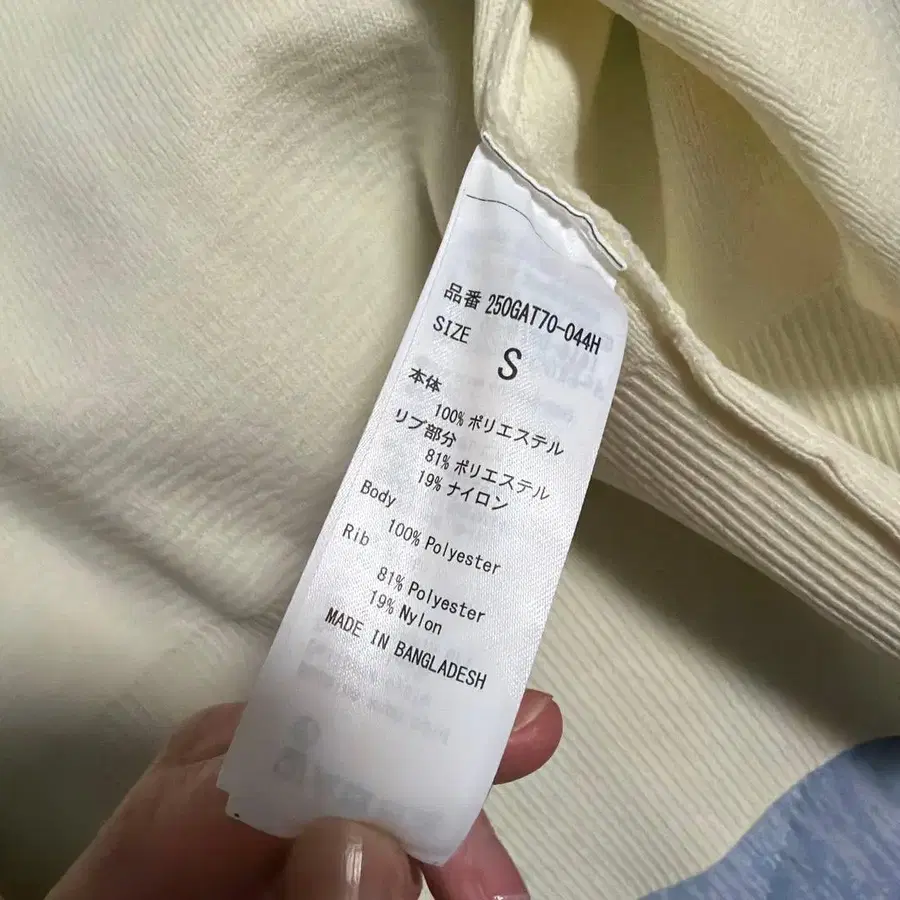 品番 250GAT70-044H
SIZE
S
本体
100% ポリエステル
リブ部分
81% ポリエステル
19% ナイロン
Body
100% Polyester
Rib
81% Polyester
19% Nylon
MADE IN BANGLADESH